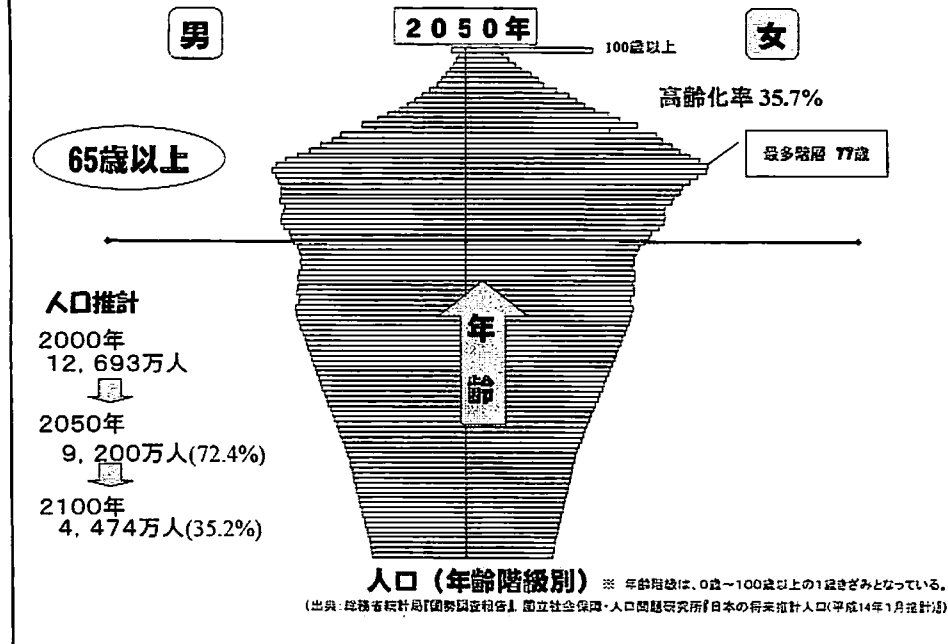 男
2050年
女
100歳以上
高齢化率 35.7%
65歳以上
最多階層 77歳
人口推計
2000年
12,693万人
2050年
9,200万人(72.4%)
2100年
4,474万人(35.2%)
年
齢
人口（年齢階級別） ※ 年齢階級は、0歳～100歳以上の1歳きざみとなっている。
(出典:総務省統計局『国勢調査報告』、国立社会保障・人口問題研究所『日本の将来推計人口(平成14年1月推計)』)